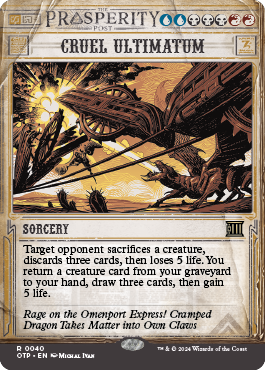 THE
PROSPERITY
POST
CRUEL ULTIMATUM
SORCERY
Target opponent sacrifices a creature,
discards three cards, then loses 5 life. You
return a creature card from your graveyard
to your hand, draw three cards, then gain
5 life.
Rage on the Omenport Express! Cramped
Dragon Takes Matter into Own Claws
R 0040
OTP • EN Michal Ivan
™ & © 2024 Wizards of the Coast